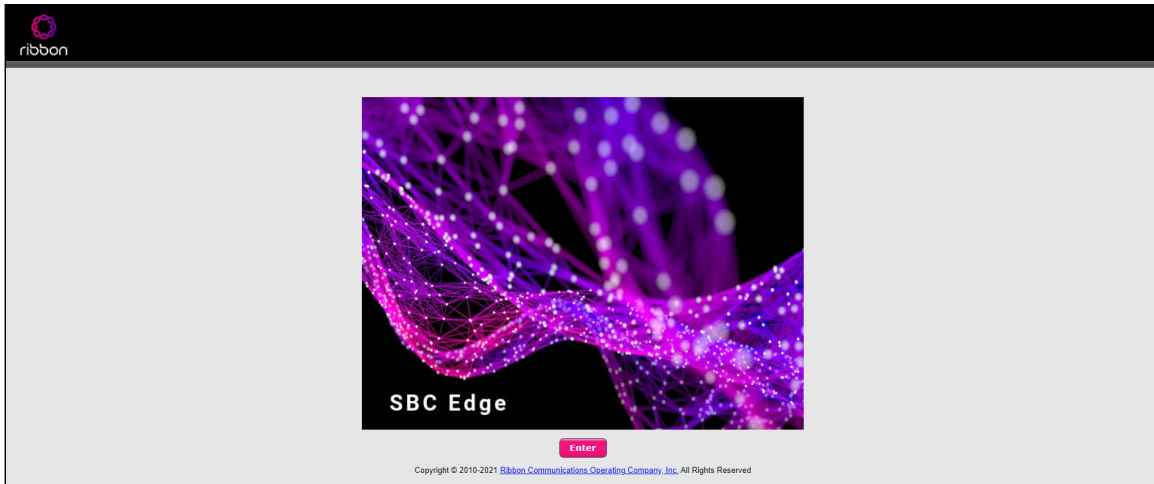 ribbon
SBC Edge
Enter
Copyright © 2010-2021 Ribbon Communications Operating Company, Inc. All Rights Reserved